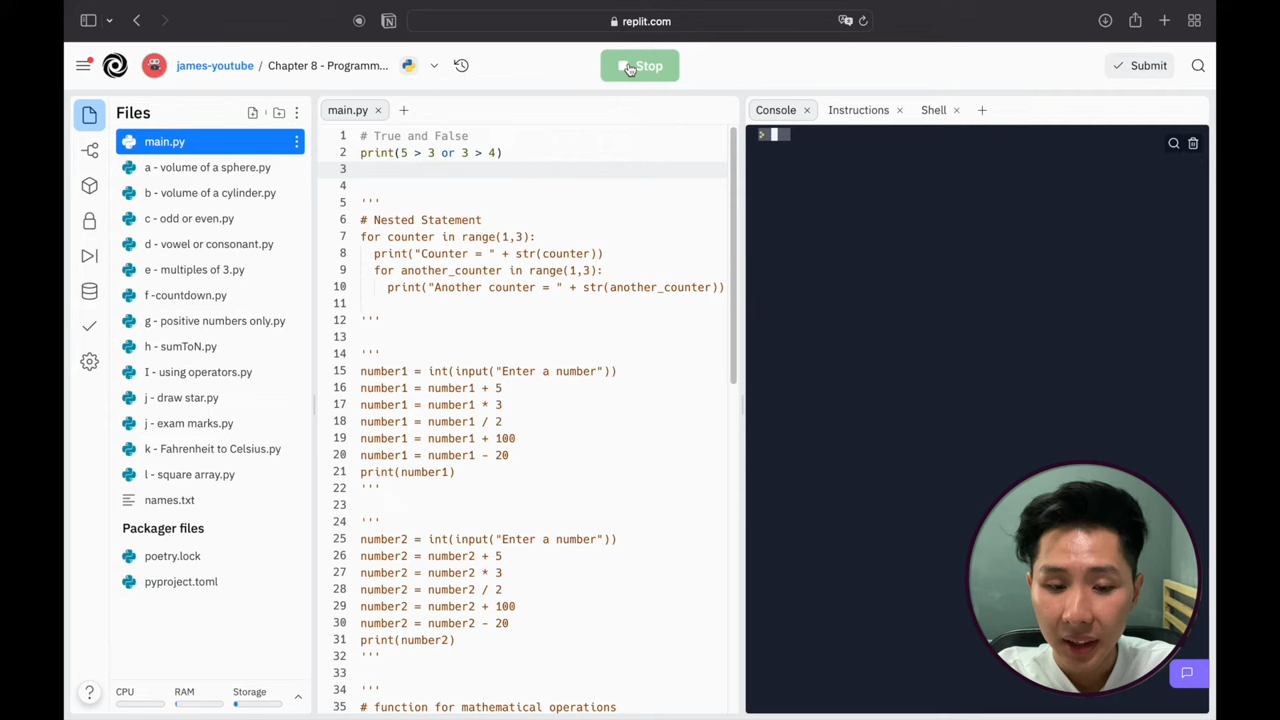 replit.com
james-youtube / Chapter 8 - Programm...
Stop
Submit
Files
main.py
a - volume of a sphere.py
b - volume of a cylinder.py
c - odd or even.py
d - vowel or consonant.py
e - multiples of 3.py
f -countdown.py
g - positive numbers only.py
h - sumToN.py
I - using operators.py
j - draw star.py
j - exam marks.py
k - Fahrenheit to Celsius.py
l - square array.py
names.txt
Packager files
poetry.lock
pyproject.toml
CPU RAM Storage
main.py
1 # True and False
2 print(5 > 3 or 3 > 4)
3
4
5 '''
6 # Nested Statement
7 for counter in range(1,3):
8 print("Counter = " + str(counter))
9 for another_counter in range(1,3):
10 print("Another counter = " + str(another_counter))
11
12 '''
13
14 '''
15 number1 = int(input("Enter a number"))
16 number1 = number1 + 5
17 number1 = number1 * 3
18 number1 = number1 / 2
19 number1 = number1 + 100
20 number1 = number1 - 20
21 print(number1)
22 '''
23
24 '''
25 number2 = int(input("Enter a number"))
26 number2 = number2 + 5
27 number2 = number2 * 3
28 number2 = number2 / 2
29 number2 = number2 + 100
30 number2 = number2 - 20
31 print(number2)
32 '''
33
34 '''
35 # function for mathematical operations
Console Instructions Shell